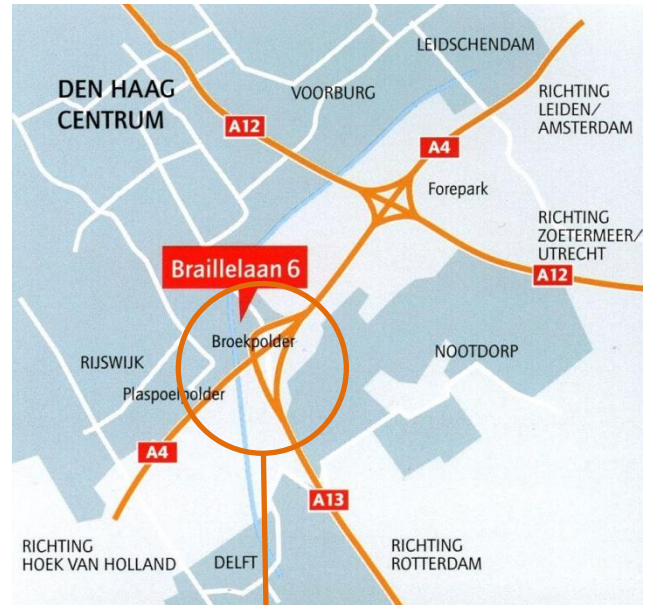 LEIDSCHENDAM
DEN HAAG
CENTRUM
VOORBURG
RICHTING
LEIDEN/
AMSTERDAM
A12
A4
Forepark
RICHTING
ZOETERMEER/
UTRECHT
A12
Braillelaan 6
Broekpolder
NOOTDORP
RIJSWIJK
Plaspoelpolder
A4
A13
RICHTING
HOEK VAN HOLLAND
DELFT
RICHTING
ROTTERDAM